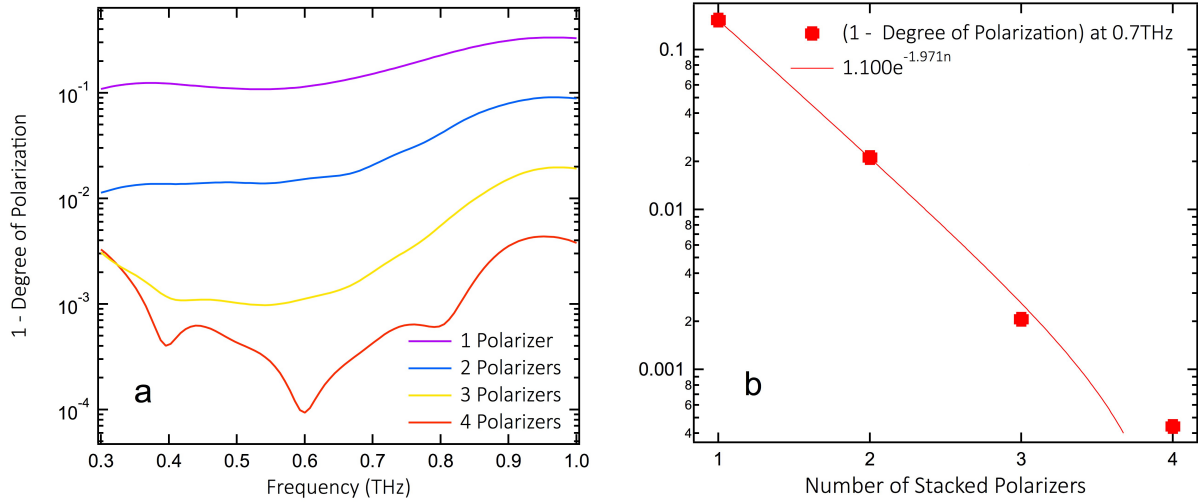 1 - Degree of Polarization
10-1
10-2
10-3
10-4
0.3 0.4 0.5 0.6 0.7 0.8 0.9 1.0
Frequency (THz)
1 Polarizer
2 Polarizers
3 Polarizers
4 Polarizers
a
0.1
8
6
4
2
0.01
8
6
4
2
0.001
8
6
4
(1 - Degree of Polarization) at 0.7THz
1.100e-1.971n
b
1 2 3 4
Number of Stacked Polarizers